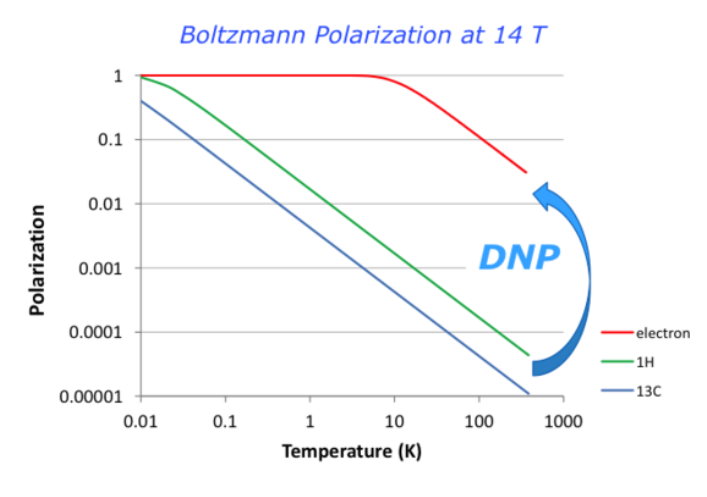 Boltzmann Polarization at 14 T
1
0.1
0.01
0.001
0.0001
0.00001
Polarization
DNP
electron
1H
13C
0.01 0.1 1 10 100 1000
Temperature (K)